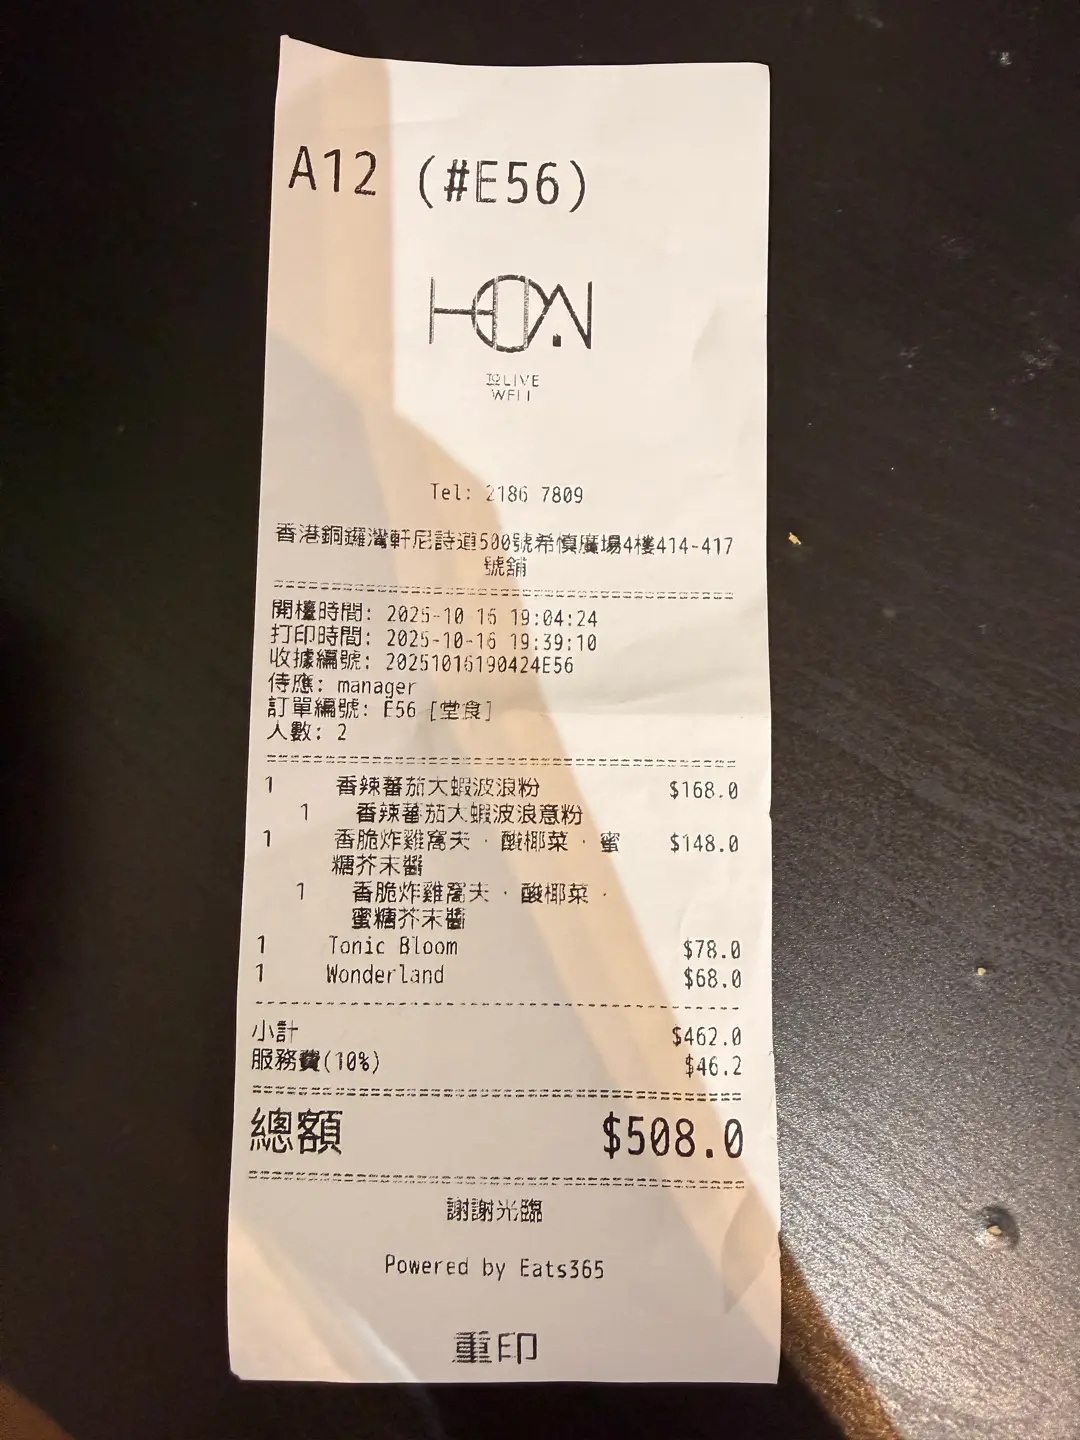 A12 (#E56)
HOW
TO LIVE
WELL
Tel: 2186 7809
香港銅鑼灣軒尼詩道500號希慎廣場4樓414-417
號舖
開檯時間: 2025-10-16 19:04:24
打印時間: 2025-10-16 19:39:10
收據編號: 20251016190424E56
侍應: manager
訂單編號: E56 [堂食]
人數: 2
1 香辣蕃茄大蝦波浪粉 $168.0
1 香辣蕃茄大蝦波浪意粉
1 香脆炸雞窩夫．酸椰菜．蜜 $148.0
糖芥末醬
1 香脆炸雞窩夫．酸椰菜．
蜜糖芥末醬
1 Tonic Bloom $78.0
1 Wonderland $68.0
小計 $462.0
服務費(10%) $46.2
總額 $508.0
謝謝光臨
Powered by Eats365
重印